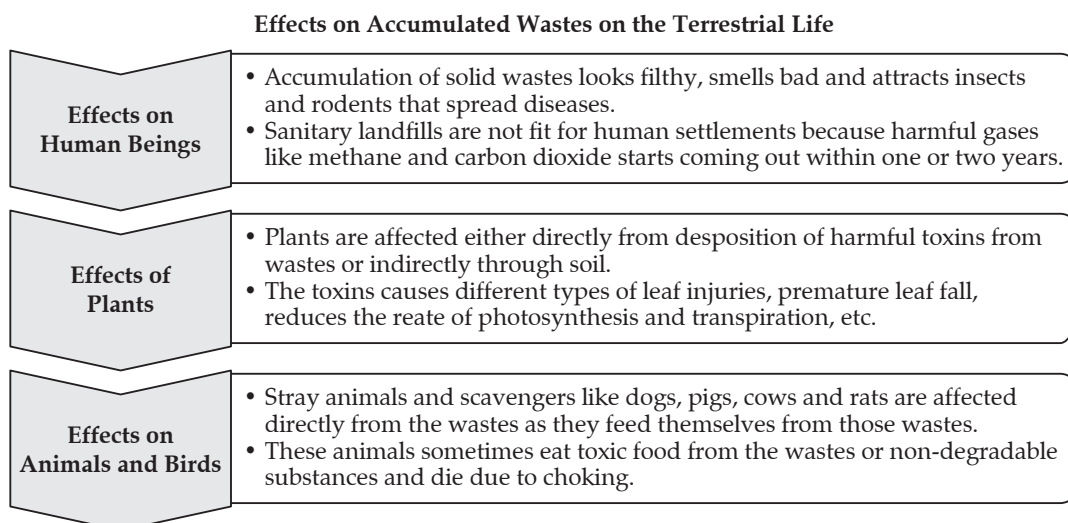 Effects on Accumulated Wastes on the Terrestrial Life
Effects on
Human Beings
• Accumulation of solid wastes looks filthy, smells bad and attracts insects
and rodents that spread diseases.
• Sanitary landfills are not fit for human settlements because harmful gases
like methane and carbon dioxide starts coming out within one or two years.
Effects of
Plants
• Plants are affected either directly from desposition of harmful toxins from
wastes or indirectly through soil.
• The toxins causes different types of leaf injuries, premature leaf fall,
reduces the reate of photosynthesis and transpiration, etc.
Effects on
Animals and Birds
• Stray animals and scavengers like dogs, pigs, cows and rats are affected
directly from the wastes as they feed themselves from those wastes.
• These animals sometimes eat toxic food from the wastes or non-degradable
substances and die due to choking.